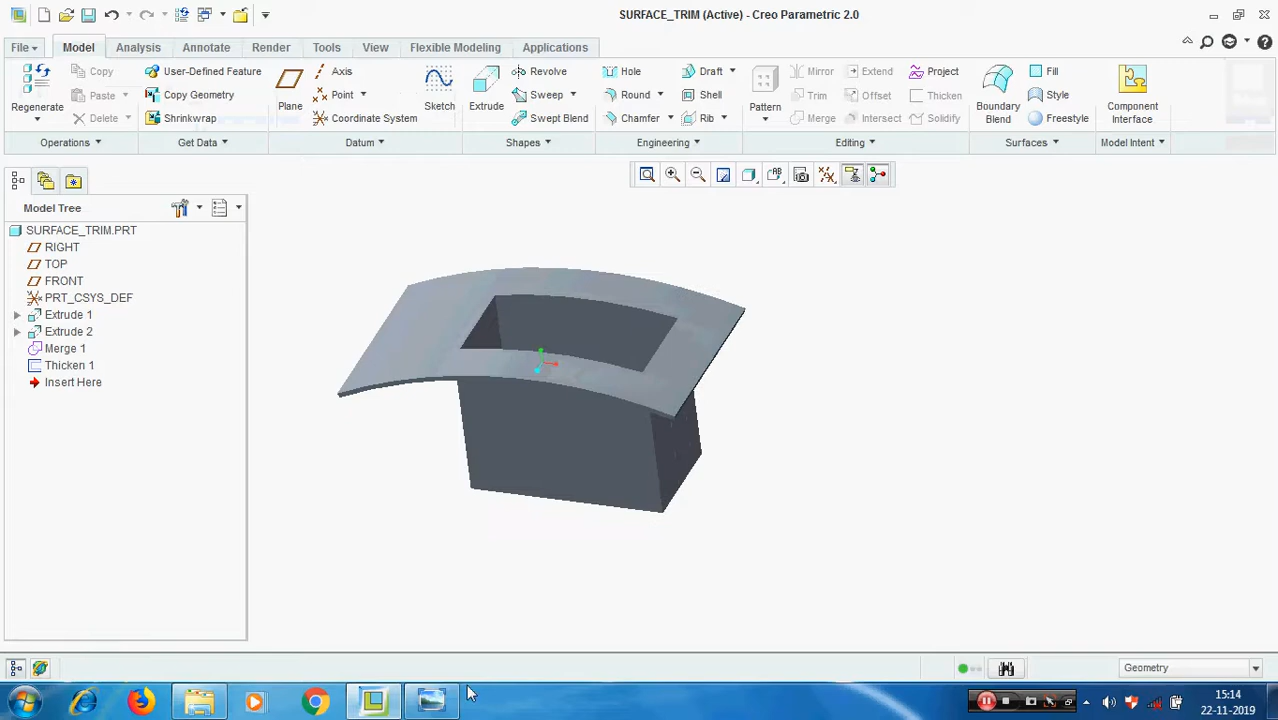 SURFACE_TRIM (Active) - Creo Parametric 2.0
File Model Analysis Annotate Render Tools View Flexible Modeling Applications
Regenerate
Copy
Paste
Delete
User-Defined Feature
Copy Geometry
Shrinkwrap
Plane
Axis
Point
Coordinate System
Sketch
Extrude
Revolve
Sweep
Swept Blend
Hole
Round
Chamfer
Draft
Shell
Rib
Pattern
Mirror
Trim
Merge
Extend
Offset
Intersect
Project
Thicken
Solidify
Boundary
Blend
Fill
Style
Freestyle
Component
Interface
Operations Get Data Datum Shapes Engineering Editing Surfaces Model Intent
Model Tree
SURFACE_TRIM.PRT
RIGHT
TOP
FRONT
PRT_CSYS_DEF
Extrude 1
Extrude 2
Merge 1
Thicken 1
Insert Here
Geometry
15:14
22-11-2019